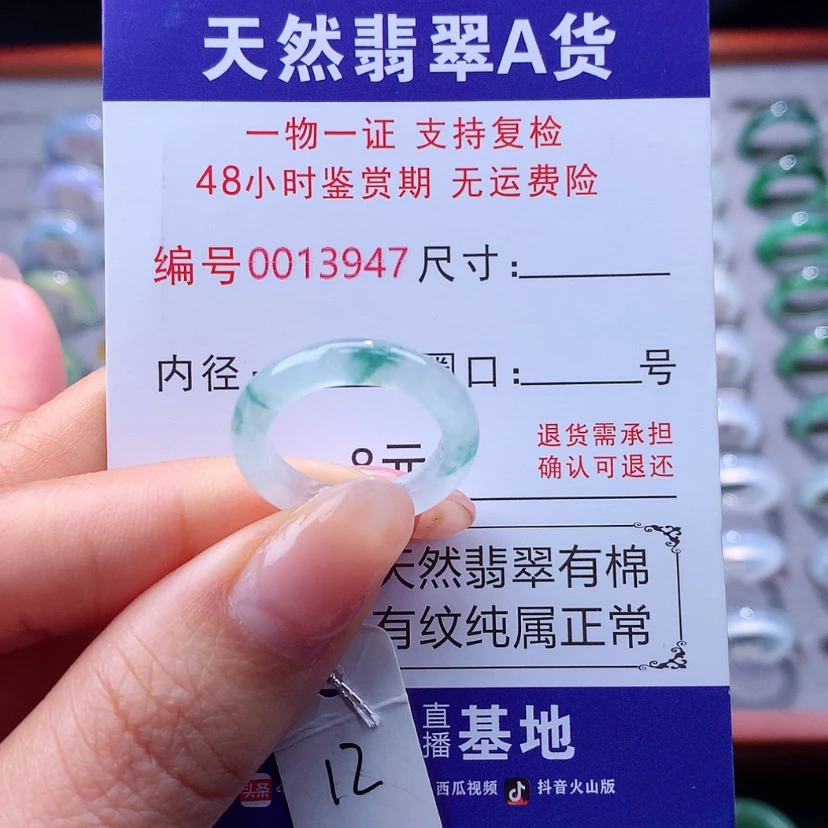 天然翡翠A货
一物一证 支持复检
48小时鉴赏期 无运费险
编号0013947 尺寸:
内径: 圈口: 号
元
退货需承担
确认可退还
天然翡翠有棉
有纹纯属正常
直播基地
头条 西瓜视频 抖音火山版
12